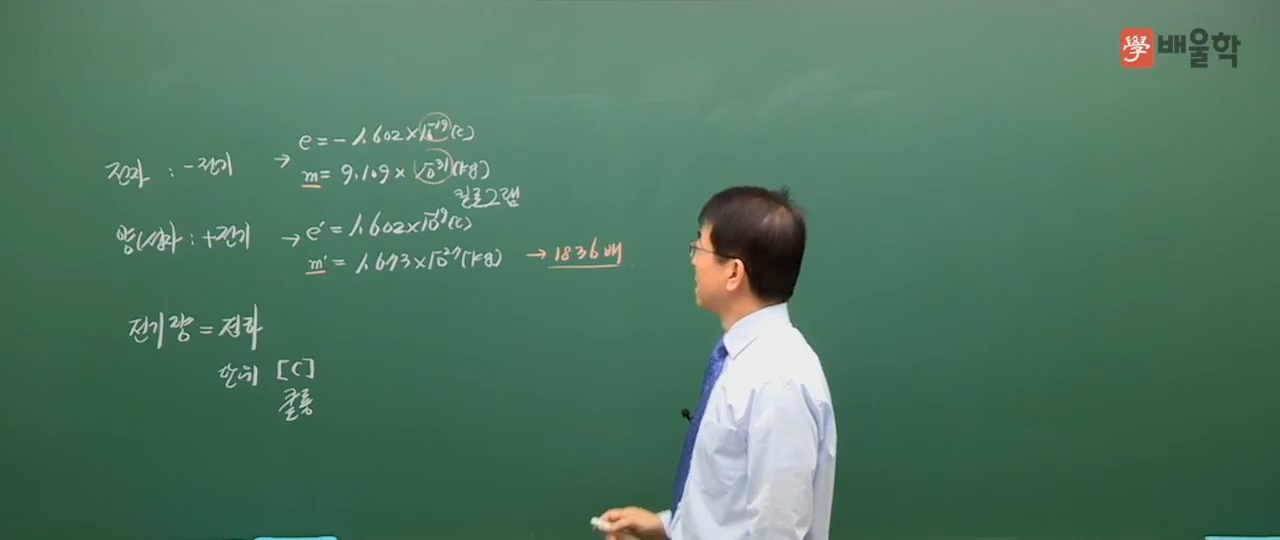 學 배울학
전자 : -전기 → e = -1.602×10⁻¹⁹(C)
m = 9.109×10⁻³¹(kg)
킬로그램
양성자 : +전기 → e' = 1.602×10⁻¹⁹(C)
m' = 1.673×10⁻²⁷(kg) → 1836배
전기량 = 전하
단위 [C]
쿨롱